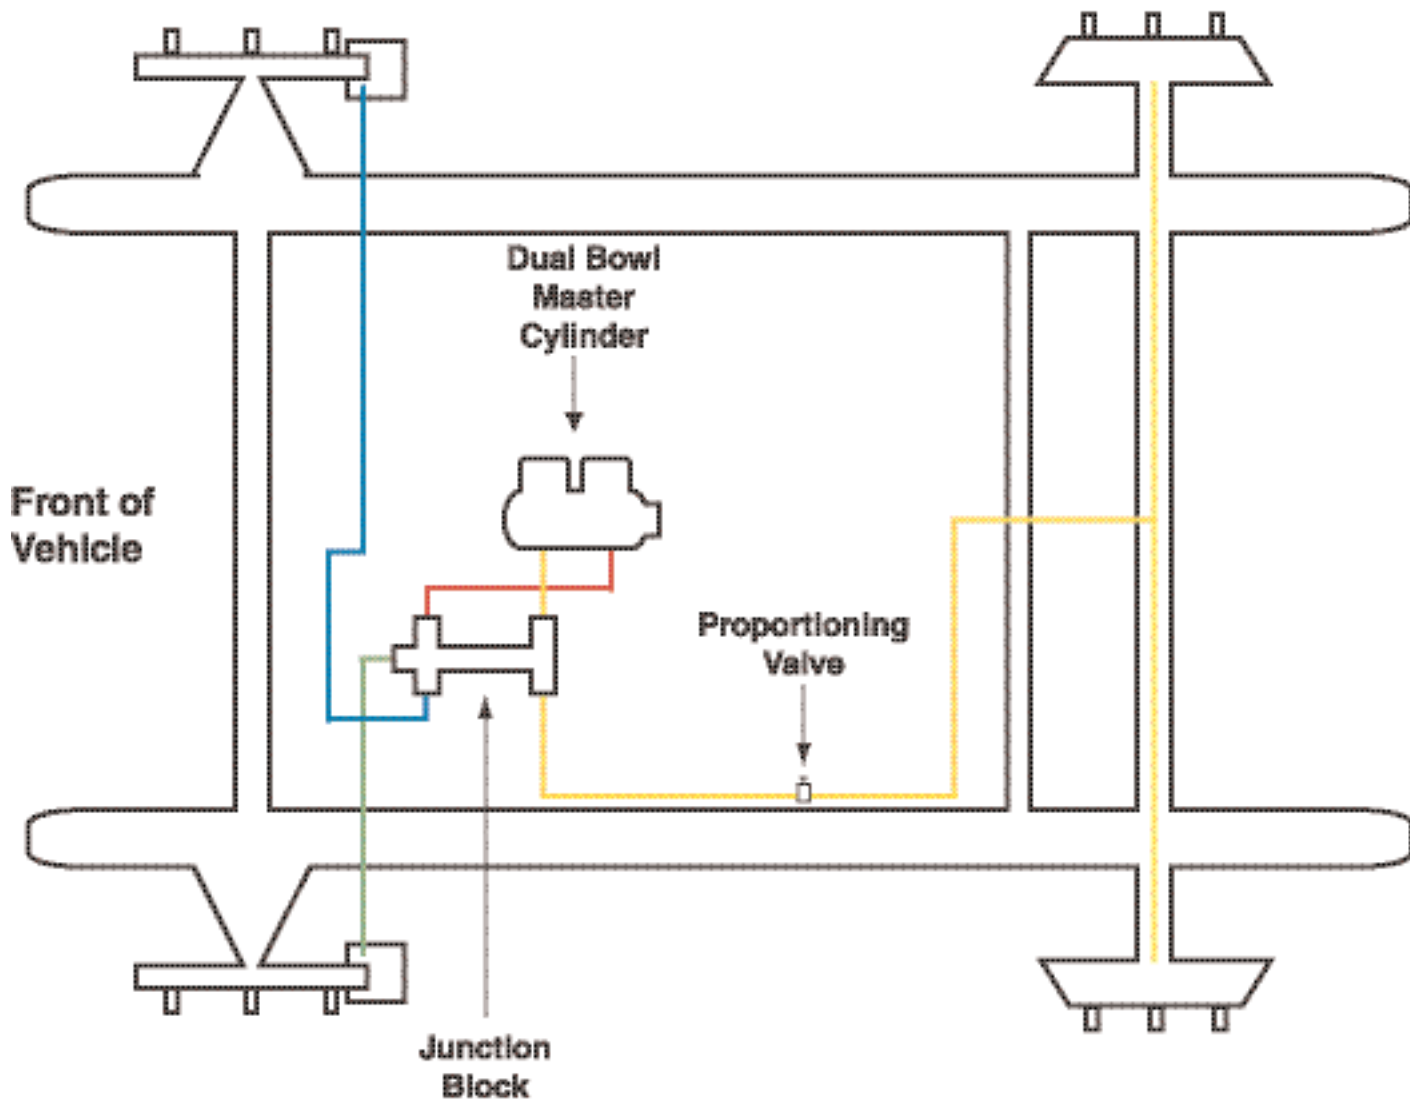 Dual Bowl
Master
Cylinder
Front of
Vehicle
Proportioning
Valve
Junction
Block